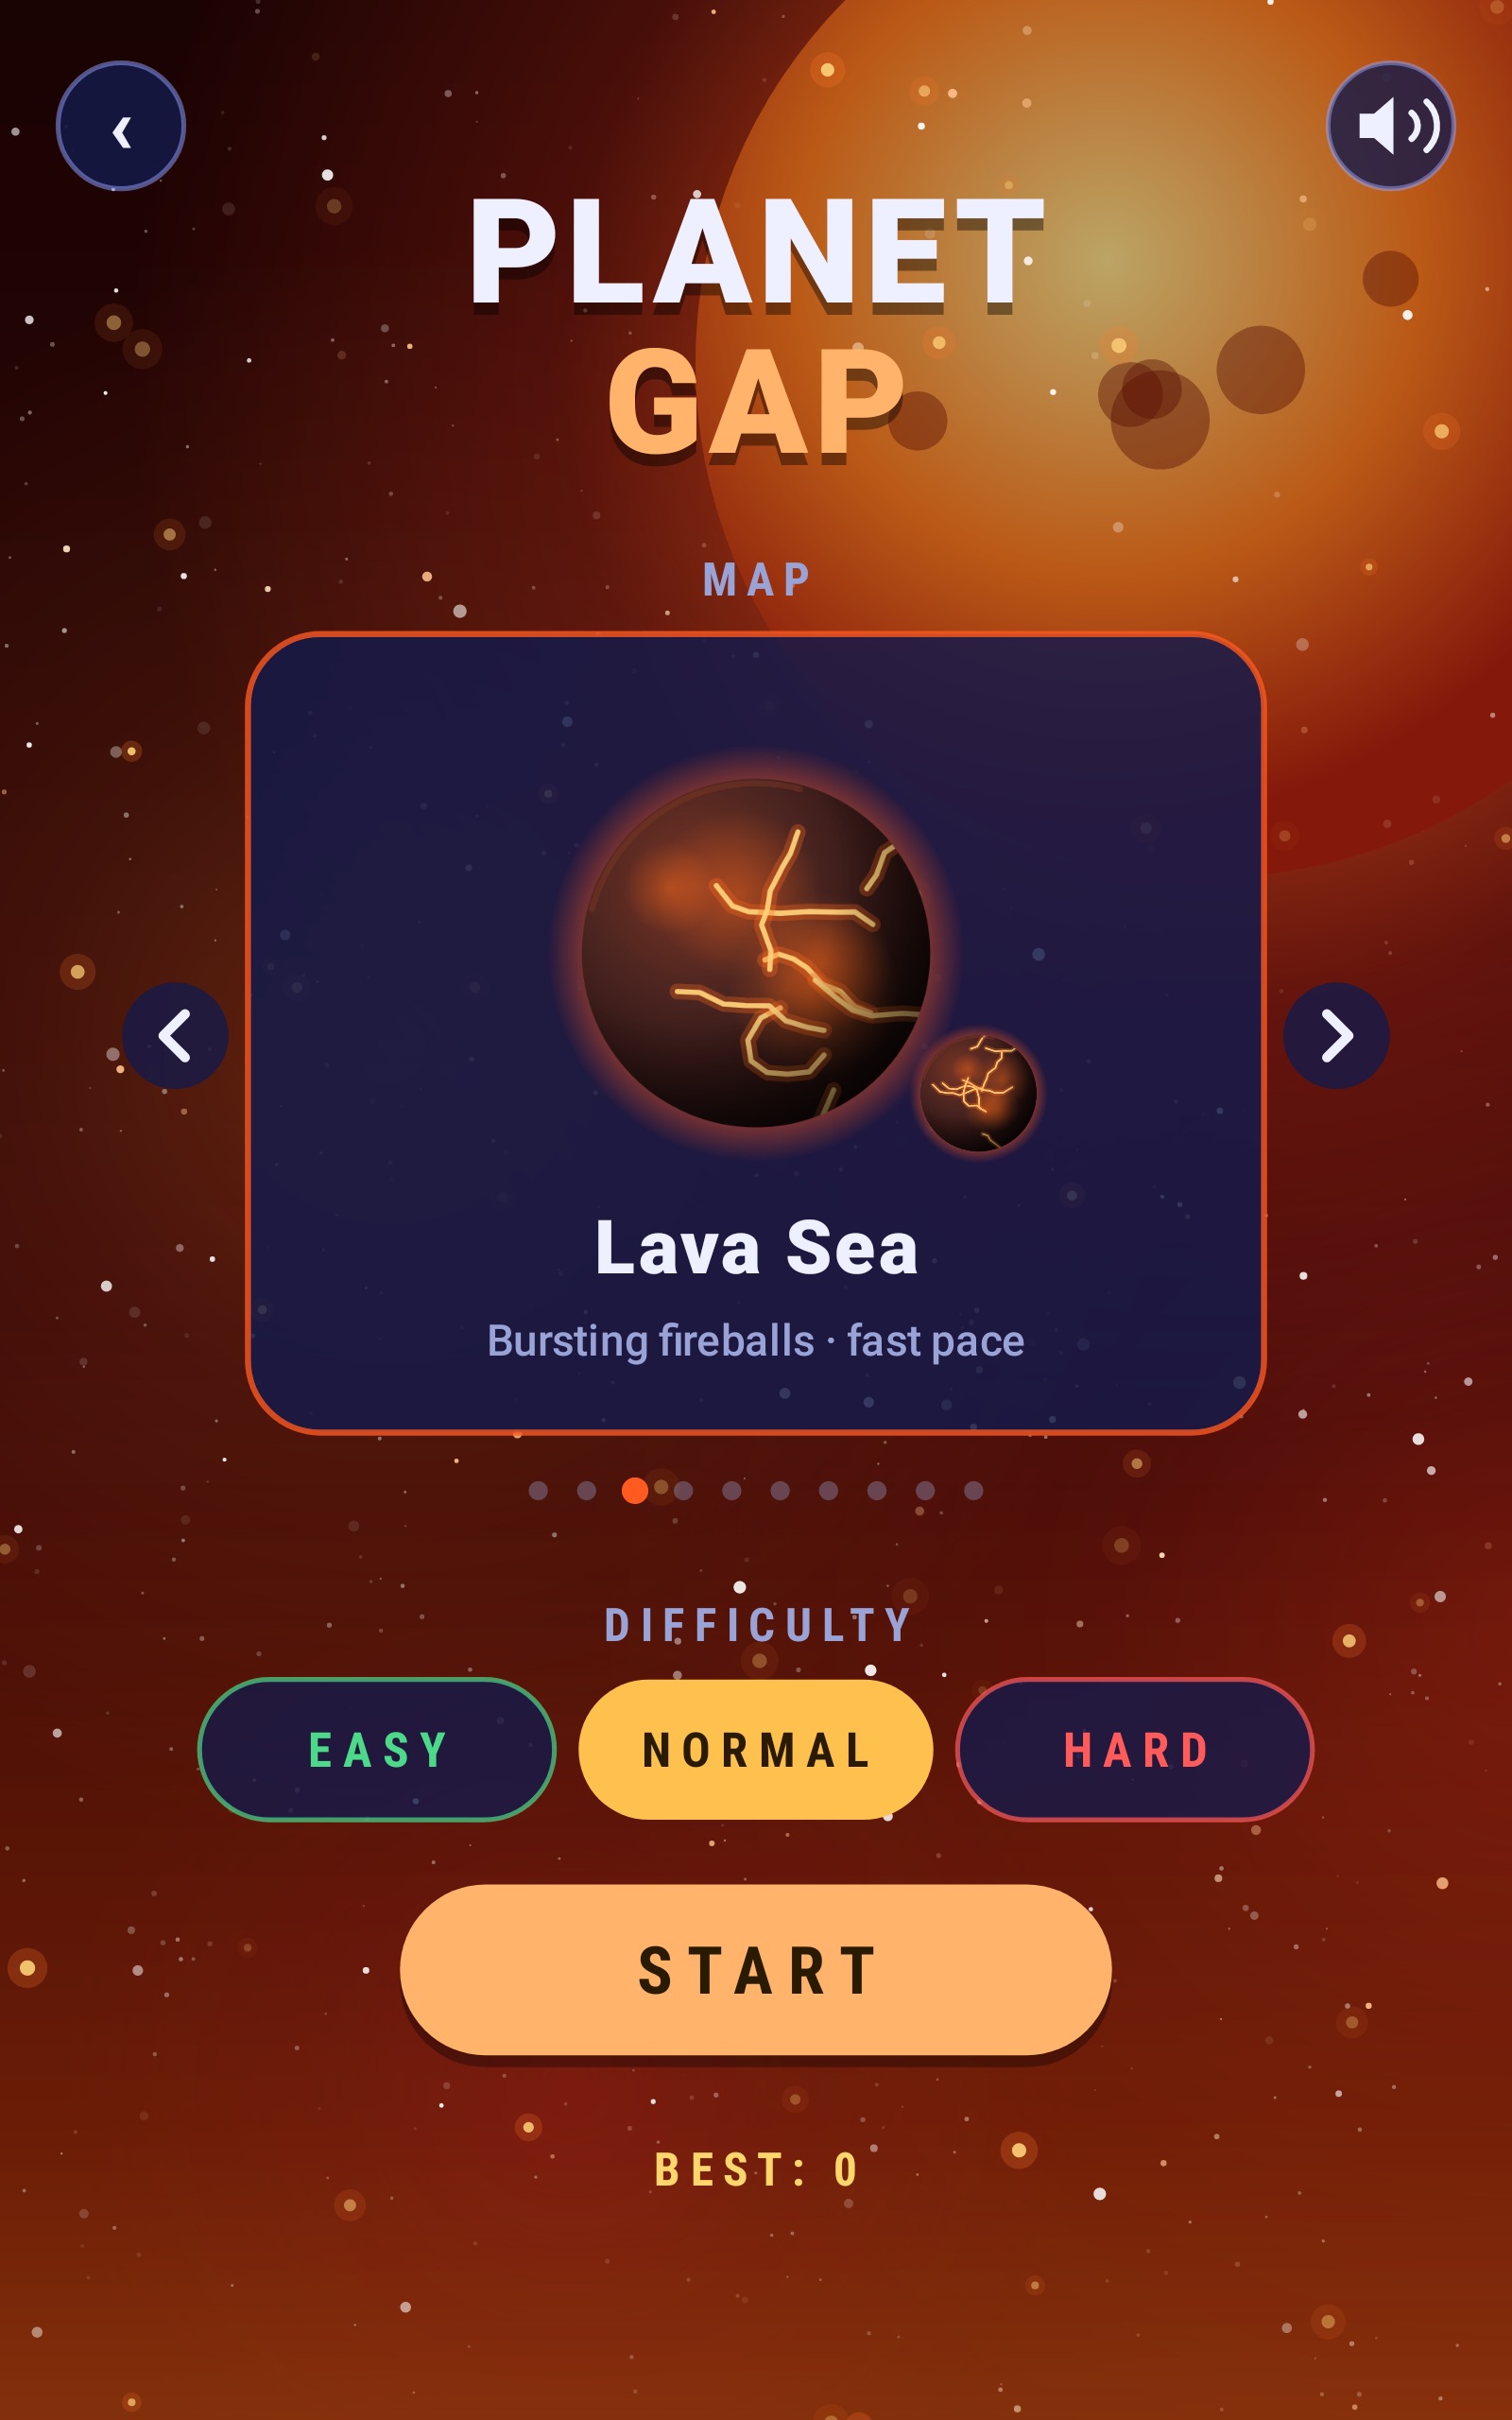 PLANET
GAP
MAP
Lava Sea
Bursting fireballs · fast pace
DIFFICULTY
EASY
NORMAL
HARD
START
BEST: 0